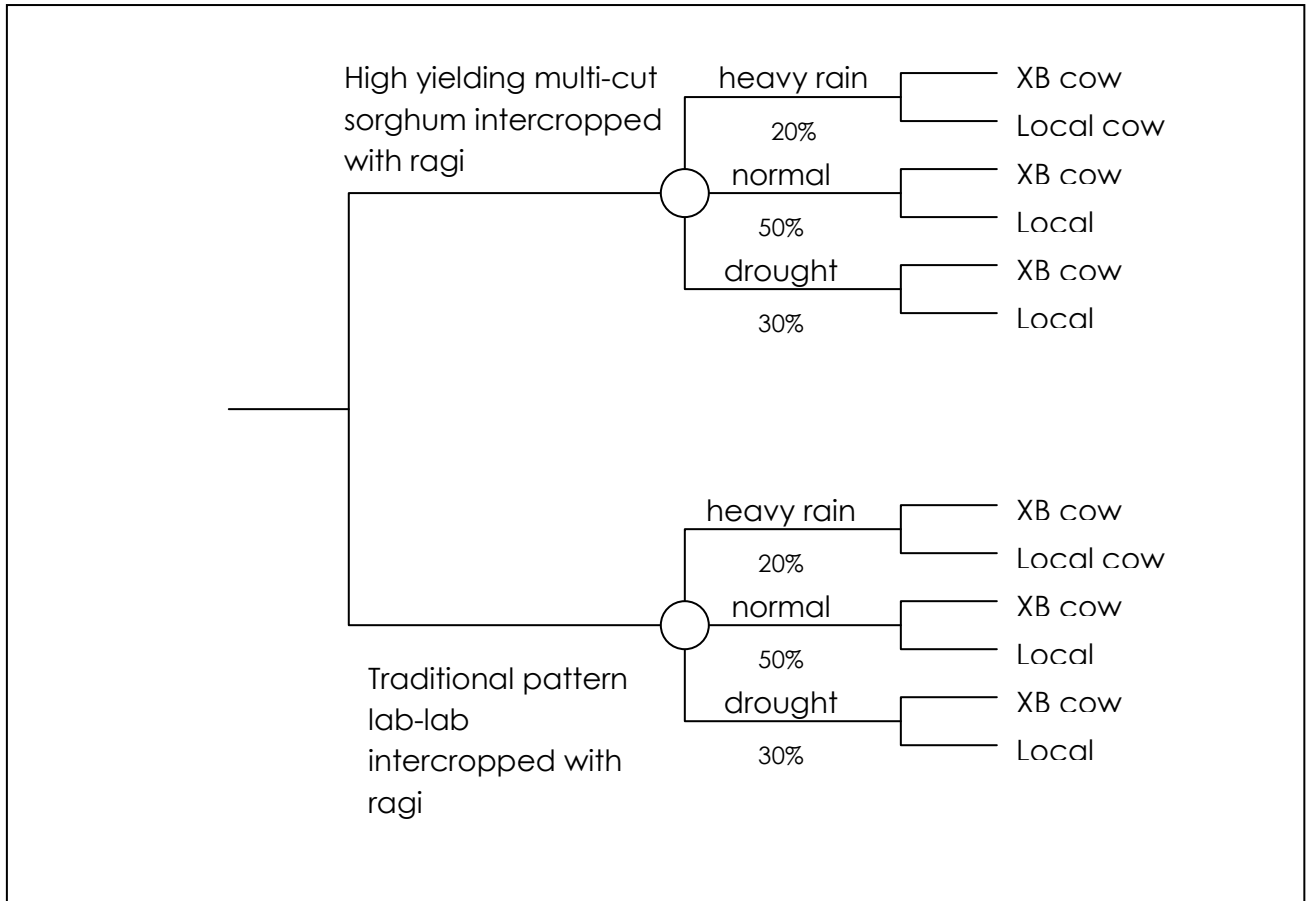 High yielding multi-cut
sorghum intercropped
with ragi
heavy rain
20%
normal
50%
drought
30%
XB cow
Local cow
XB cow
Local
XB cow
Local
heavy rain
20%
normal
50%
drought
30%
XB cow
Local cow
XB cow
Local
XB cow
Local
Traditional pattern
lab-lab
intercropped with
ragi